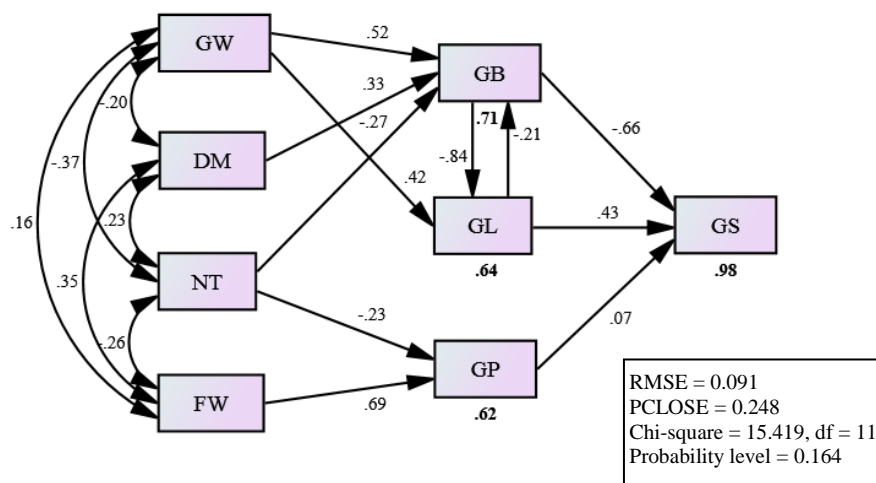 GW
.52
GB
.33
-.20
-.27
.71
-.21
-.66
DM
-.84
-.37
.42
.16
.23
GL
.43
GS
.64
.98
NT
.35
-.23
.07
-.26
GP
FW
.69
.62
RMSE = 0.091
PCLOSE = 0.248
Chi-square = 15.419, df = 11
Probability level = 0.164